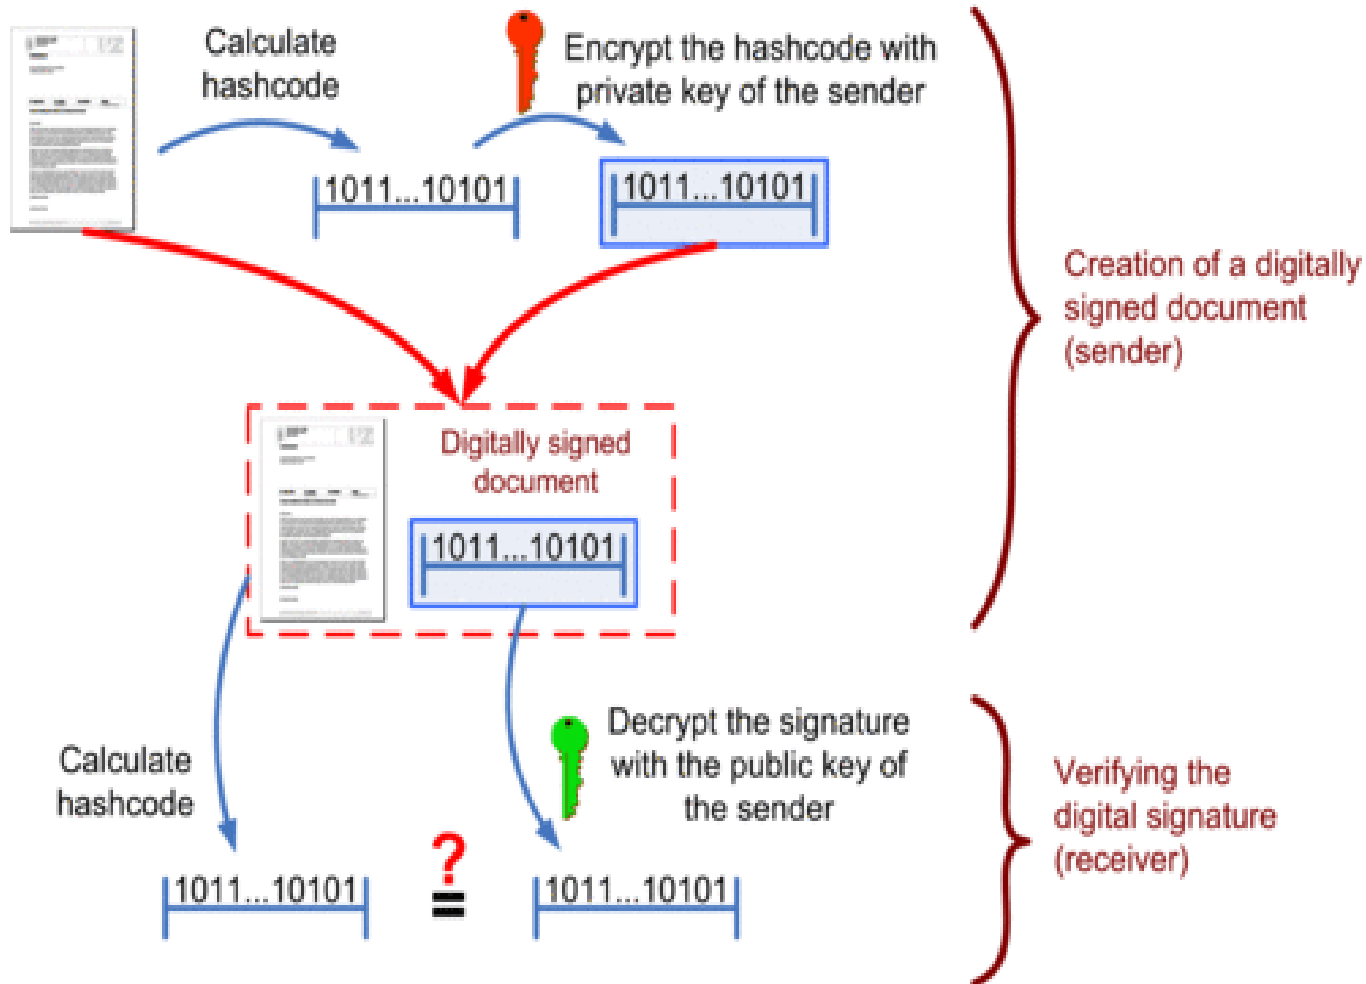 Calculate
hashcode
Encrypt the hashcode with
private key of the sender
1011...10101
1011...10101
Creation of a digitally
signed document
(sender)
Digitally signed
document
1011...10101
Calculate
hashcode
Decrypt the signature
with the public key of
the sender
Verifying the
digital signature
(receiver)
1011...10101
?
=
1011...10101